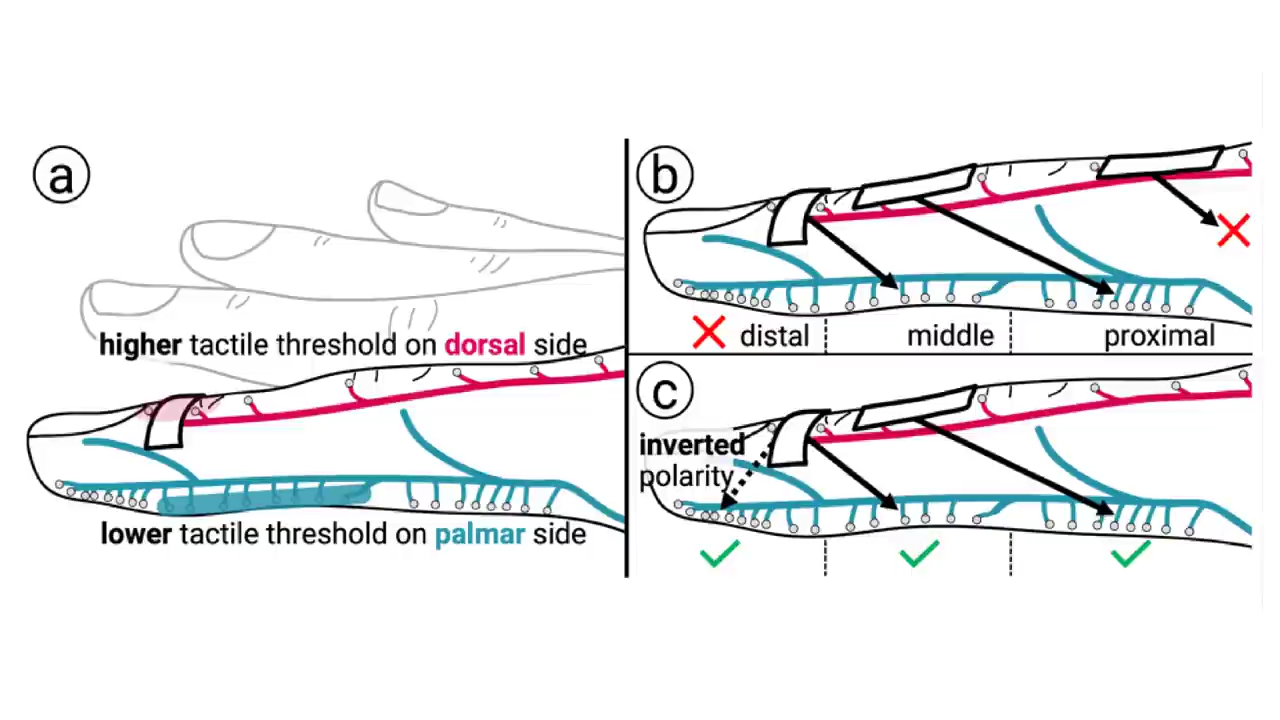 a
higher tactile threshold on dorsal side
lower tactile threshold on palmar side
b
distal
middle
proximal
c
inverted
polarity